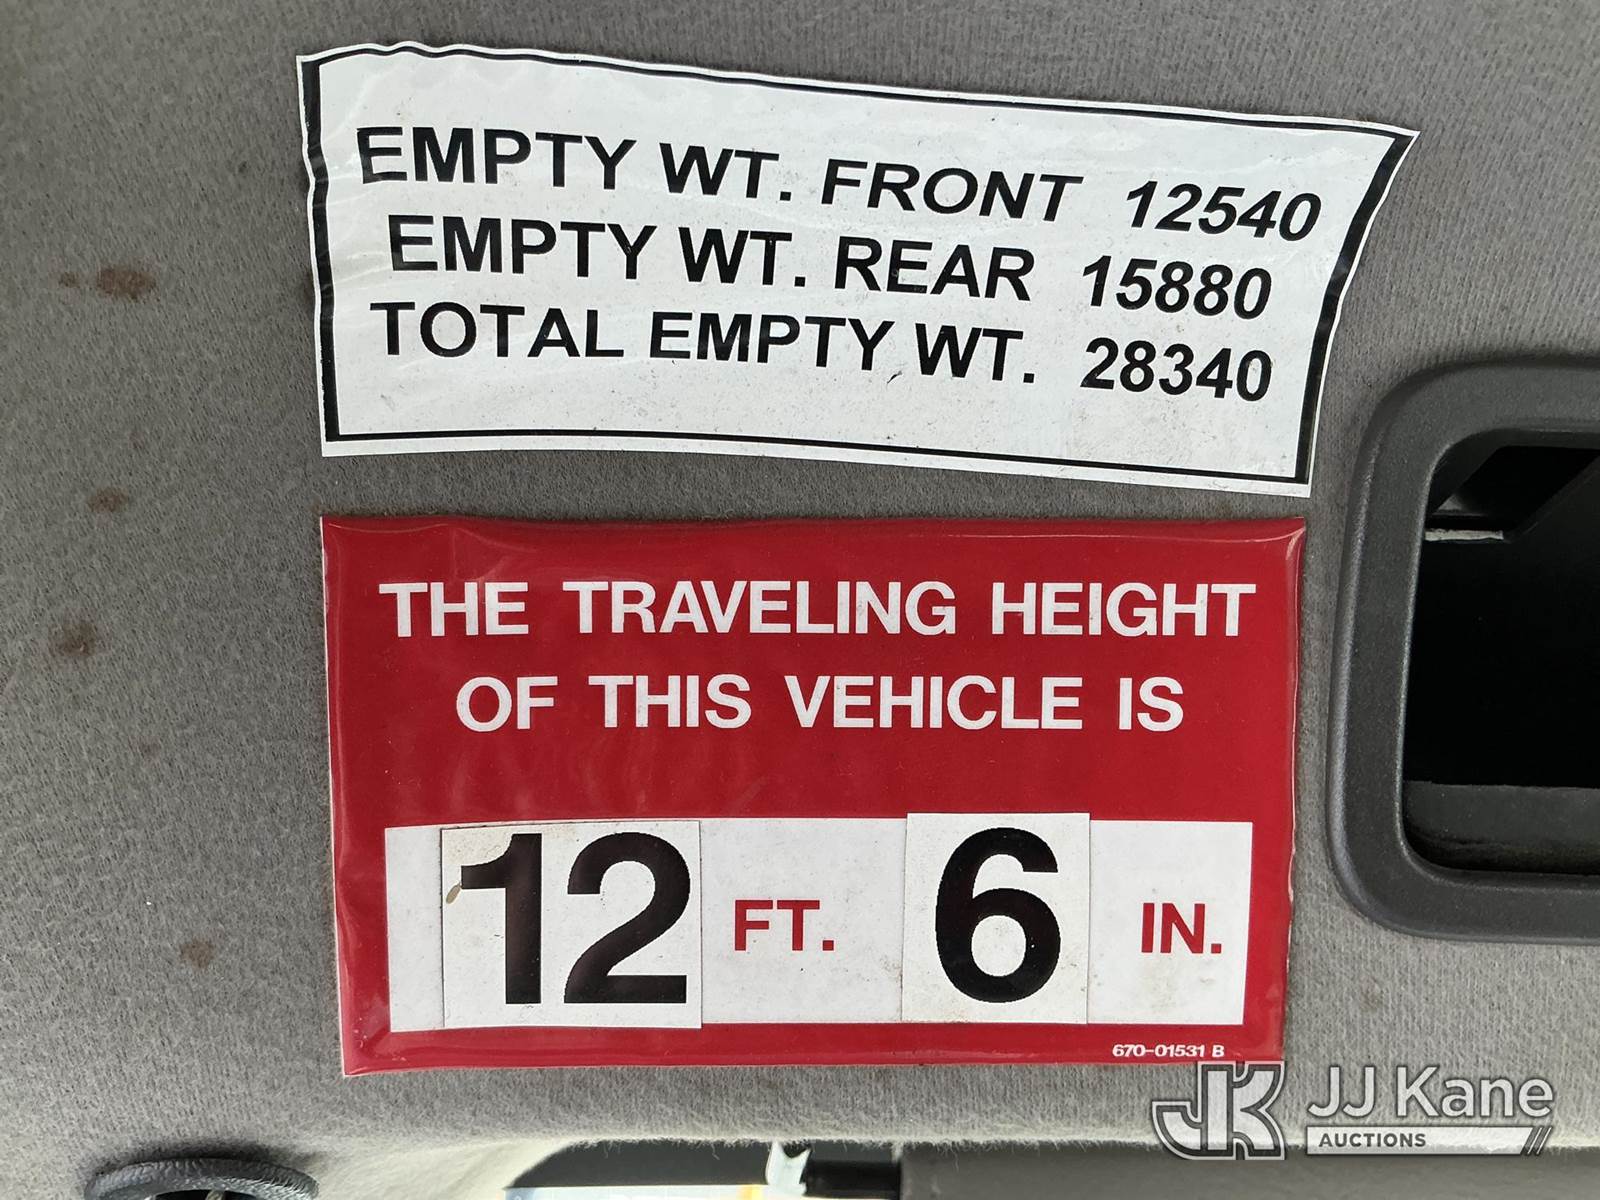 EMPTY WT. FRONT 12540
EMPTY WT. REAR 15880
TOTAL EMPTY WT. 28340
THE TRAVELING HEIGHT
OF THIS VEHICLE IS
12 FT. 6 IN.
670-01531 B
JK JJ Kane
AUCTIONS